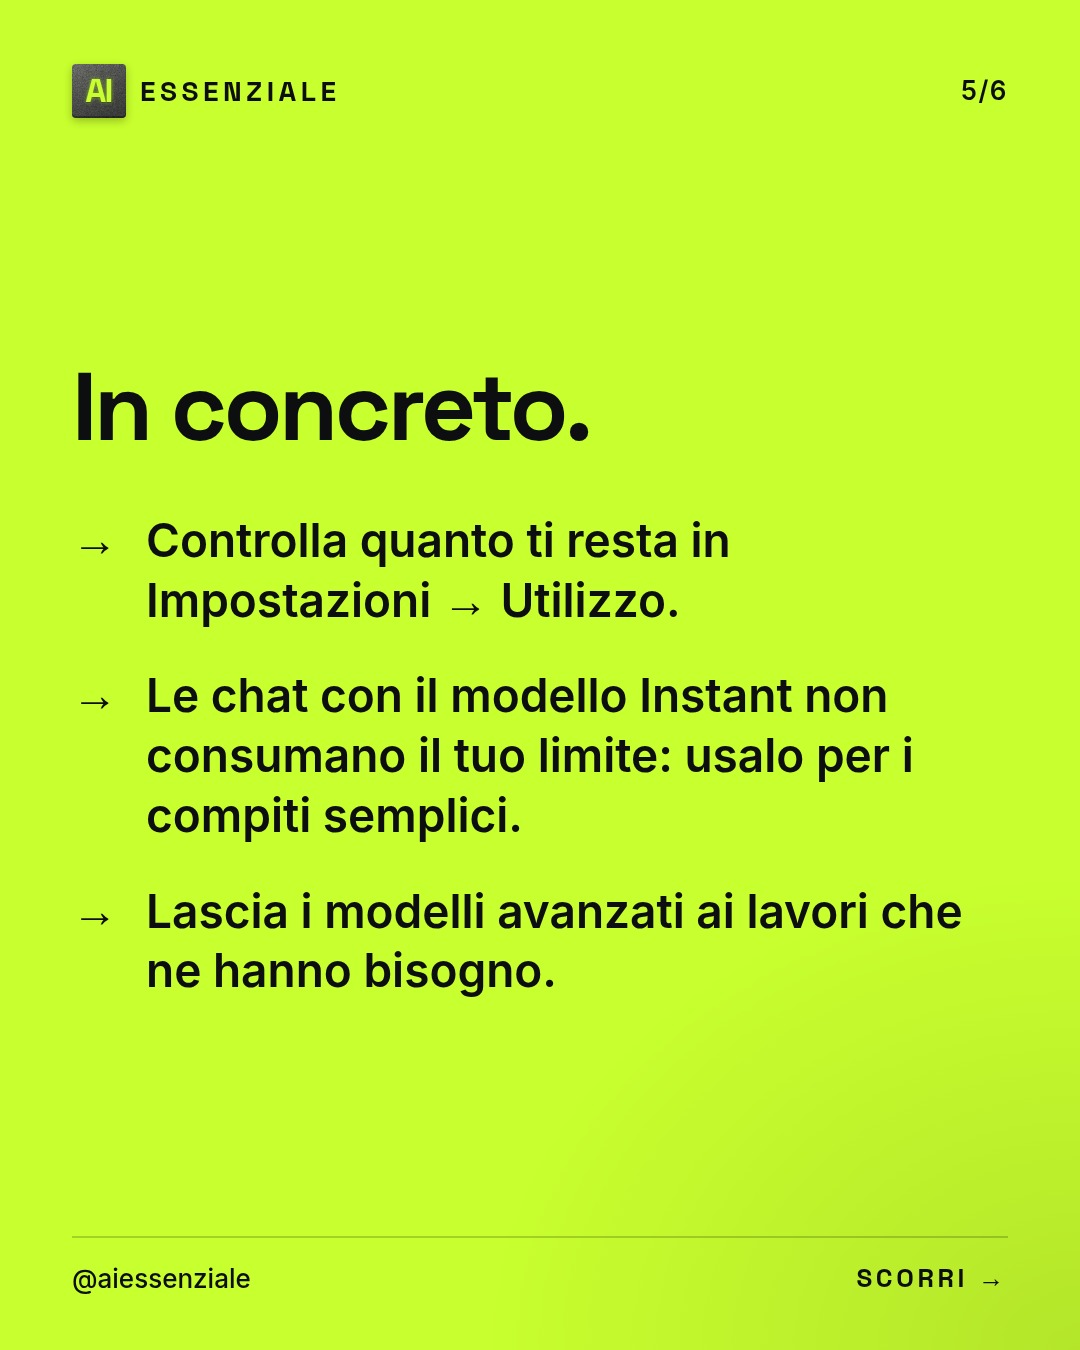 AI ESSENZIALE
5/6
In concreto.
→ Controlla quanto ti resta in
Impostazioni → Utilizzo.
→ Le chat con il modello Instant non
consumano il tuo limite: usalo per i
compiti semplici.
→ Lascia i modelli avanzati ai lavori che
ne hanno bisogno.
@aiessenziale
SCORRI →